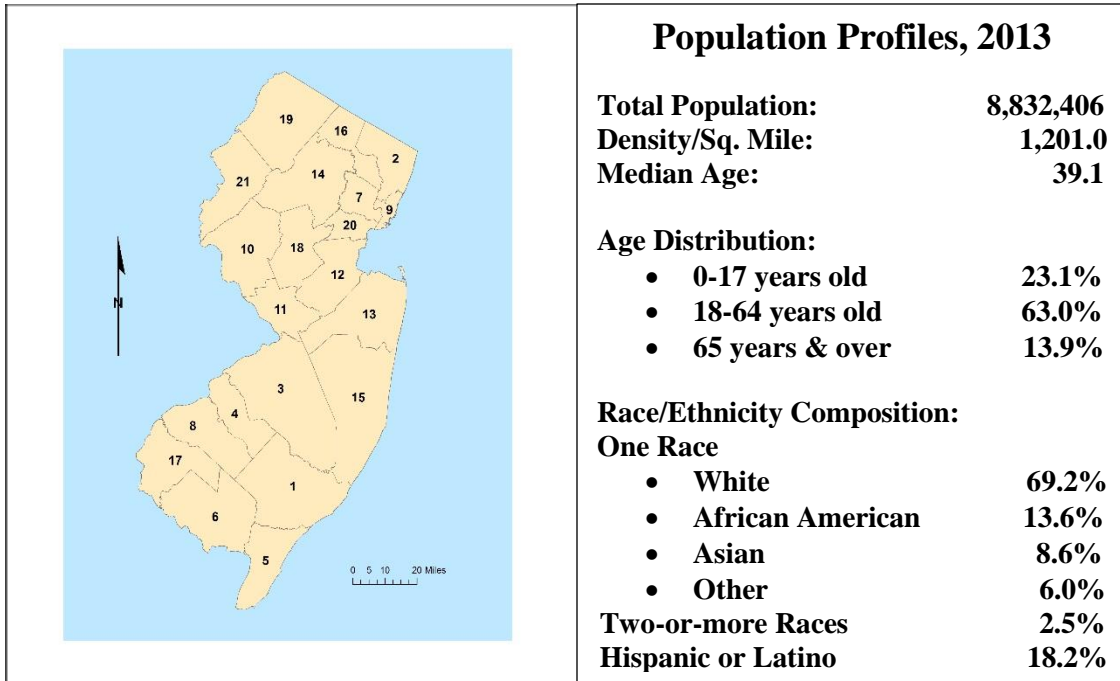 19
16
2
14
21
7
9
20
18
10
12
11
13
3
15
4
8
17
1
6
5
N
0 5 10 20 Miles
Population Profiles, 2013
Total Population: 8,832,406
Density/Sq. Mile: 1,201.0
Median Age: 39.1
Age Distribution:
• 0-17 years old 23.1%
• 18-64 years old 63.0%
• 65 years & over 13.9%
Race/Ethnicity Composition:
One Race
• White 69.2%
• African American 13.6%
• Asian 8.6%
• Other 6.0%
Two-or-more Races 2.5%
Hispanic or Latino 18.2%